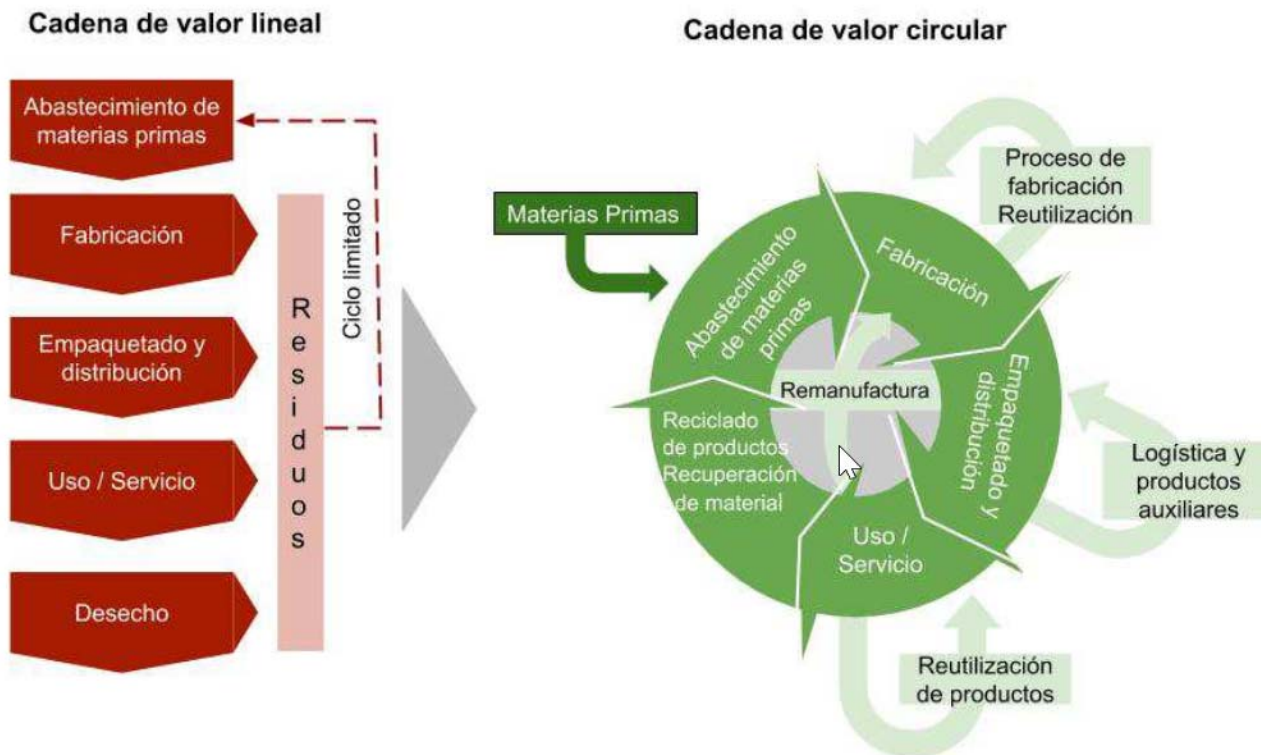 Cadena de valor lineal
Abastecimiento de
materias primas
Fabricación
Empaquetado y
distribución
Uso / Servicio
Desecho
Residuos
Ciclo limitado
Cadena de valor circular
Materias Primas
Abastecimiento
de materias
primas
Fabricación
Empaquetado y
distribución
Uso /
Servicio
Reciclado
de productos
Recuperación
de material
Remanufactura
Proceso de
fabricación
Reutilización
Logística y
productos
auxiliares
Reutilización
de productos